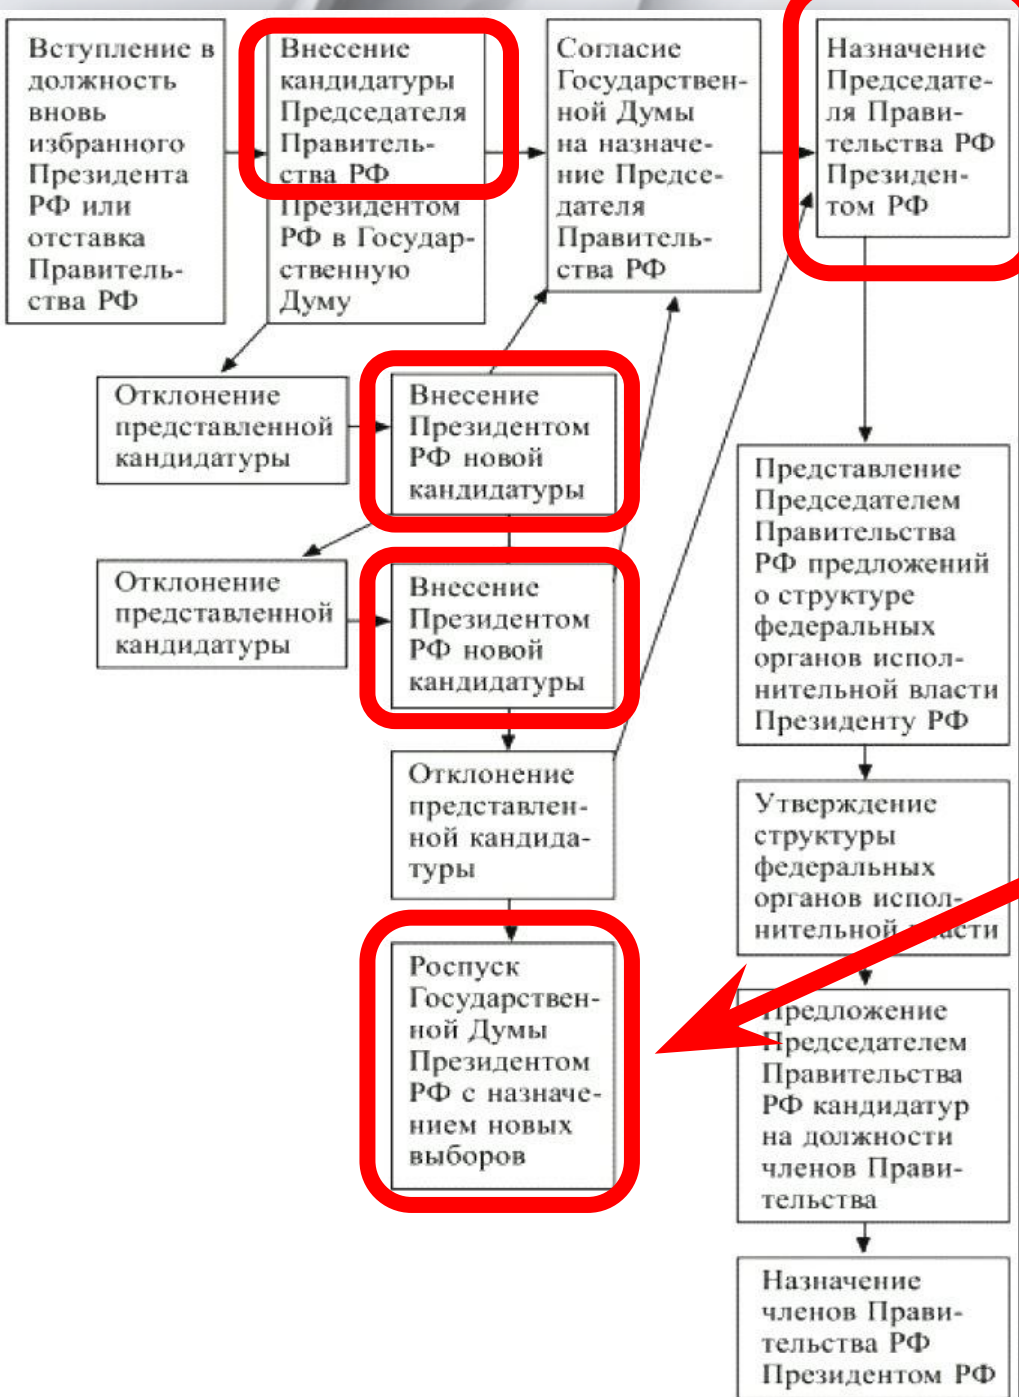 Вступление в
должность
вновь
избранного
Президента
РФ или
отставка
Правитель-
ства РФ
Внесение
кандидатуры
Председателя
Правитель-
ства РФ
Президентом
РФ в Государ-
ственную
Думу
Согласие
Государствен-
ной Думы
на назначе-
ние Предсе-
дателя
Правитель-
ства РФ
Назначение
Председате-
ля Прави-
тельства РФ
Президен-
том РФ
Отклонение
представленной
кандидатуры
Внесение
Президентом
РФ новой
кандидатуры
Отклонение
представленной
кандидатуры
Внесение
Президентом
РФ новой
кандидатуры
Отклонение
представлен-
ной кандида-
туры
Роспуск
Государствен-
ной Думы
Президентом
РФ с назначе-
нием новых
выборов
Представление
Председателем
Правительства
РФ предложений
о структуре
федеральных
органов испол-
нительной власти
Президенту РФ
Утверждение
структуры
федеральных
органов испол-
нительной власти
Предложение
Председателем
Правительства
РФ кандидатур
на должности
членов Прави-
тельства
Назначение
членов Прави-
тельства РФ
Президентом РФ